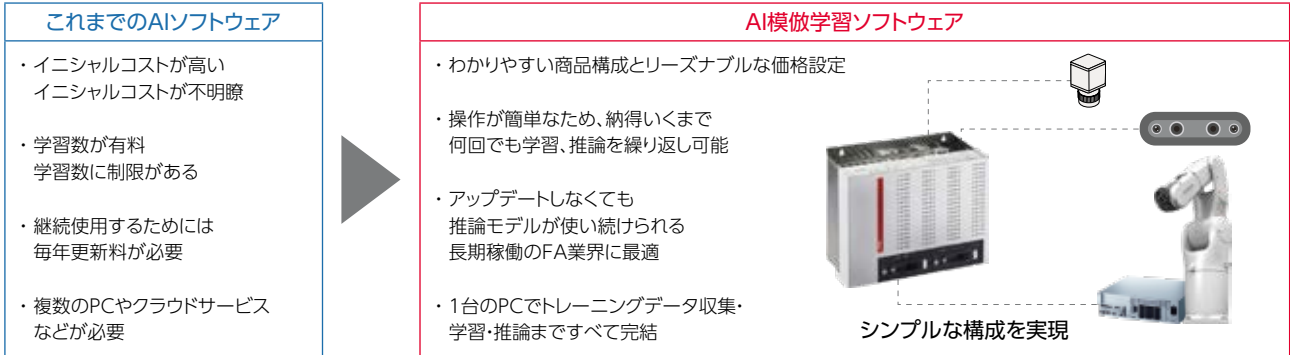 これまでのAIソフトウェア
・イニシャルコストが高い
イニシャルコストが不明瞭
・学習数が有料
学習数に制限がある
・継続使用するためには
毎年更新料が必要
・複数のPCやクラウドサービス
などが必要
AI模倣学習ソフトウェア
・わかりやすい商品構成とリーズナブルな価格設定
・操作が簡単なため、納得いくまで
何回でも学習、推論を繰り返し可能
・アップデートしなくても
推論モデルが使い続けられる
長期稼働のFA業界に最適
・1台のPCでトレーニングデータ収集・
学習・推論まですべて完結
シンプルな構成を実現